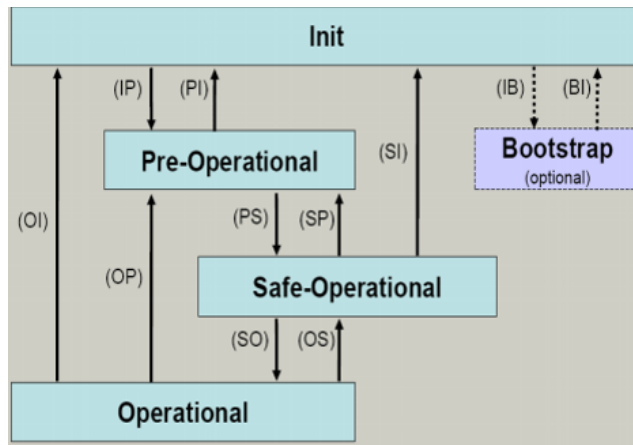 Init
(IP)
(PI)
(IB)
(BI)
Pre-Operational
(SI)
Bootstrap
(optional)
(OI)
(PS)
(SP)
(OP)
Safe-Operational
(SO)
(OS)
Operational